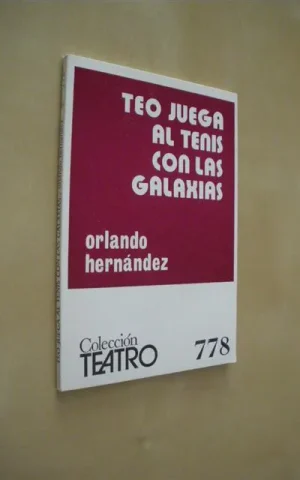 TEO JUEGA
AL TENIS
CON LAS
GALAXIAS
orlando
hernández
Colección
TEATRO
778